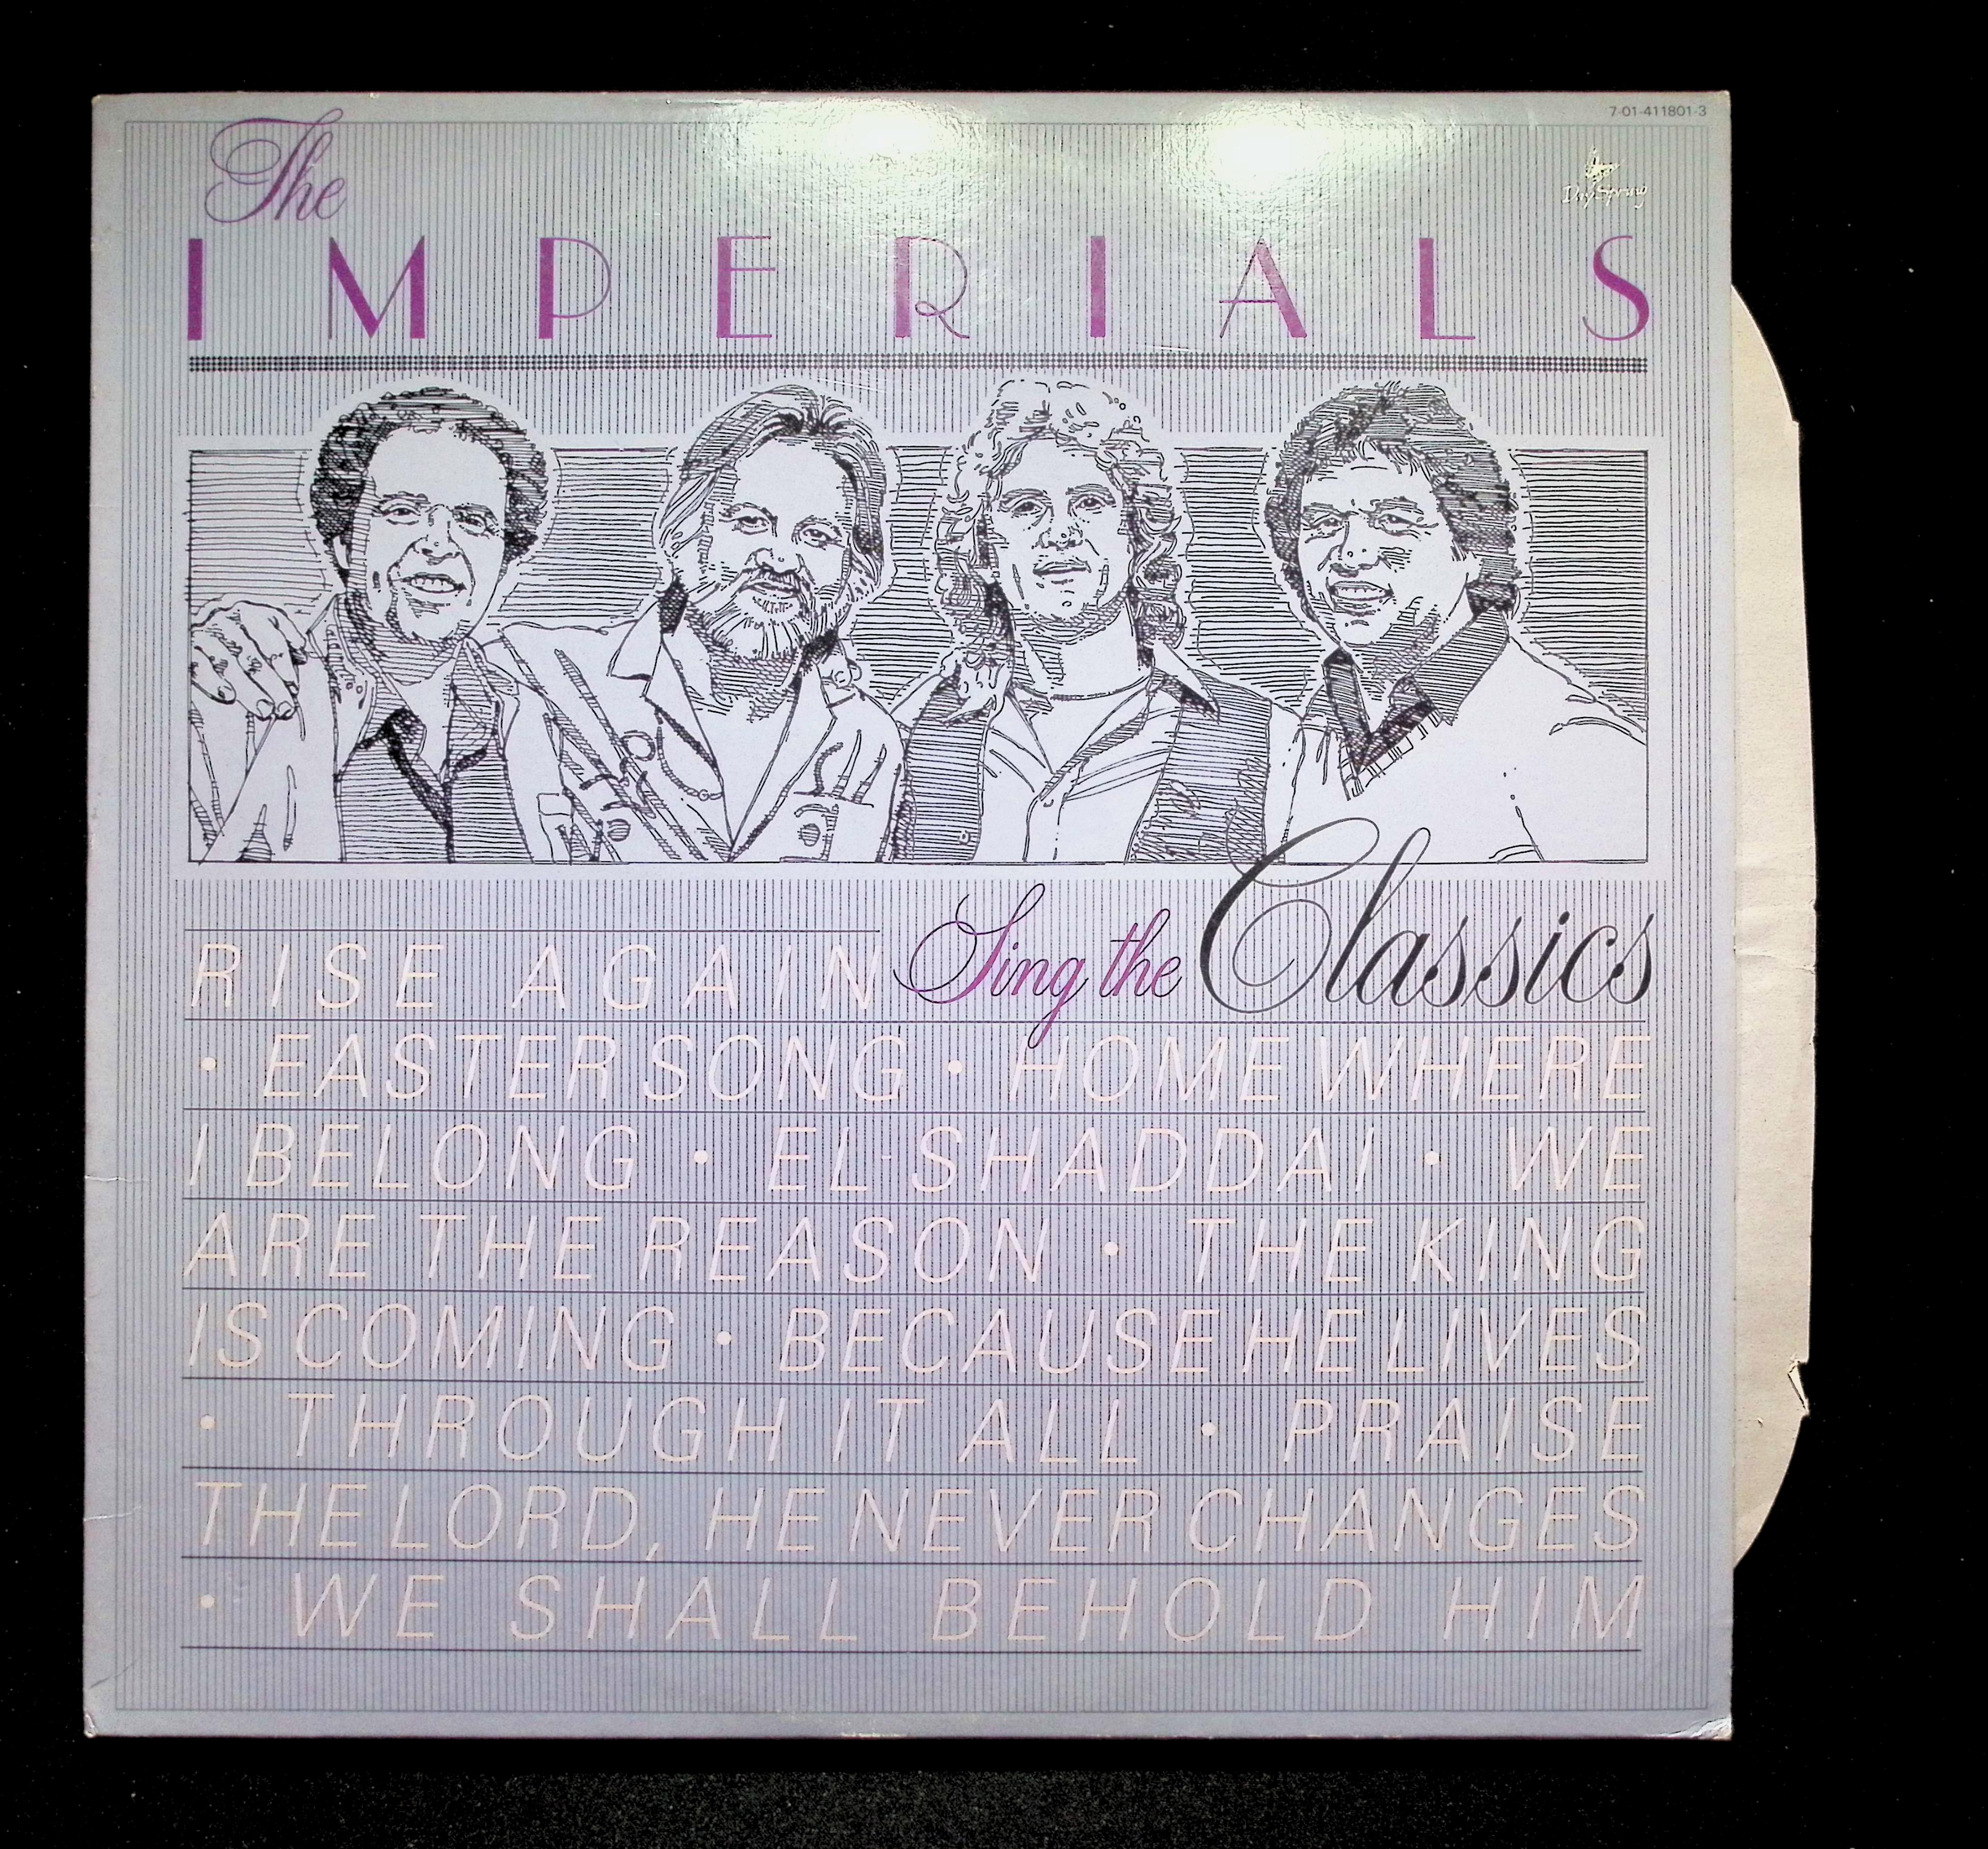 7-01-411801-3
DaySpring
The
IMPERIALS
Sing the Classics
RISE AGAIN
• EASTER SONG • HOME WHERE
I BELONG • EL SHADDAI • WE
ARE THE REASON • THE KING
IS COMING • BECAUSE HE LIVES
• THROUGH IT ALL • PRAISE
THE LORD, HE NEVER CHANGES
• WE SHALL BEHOLD HIM